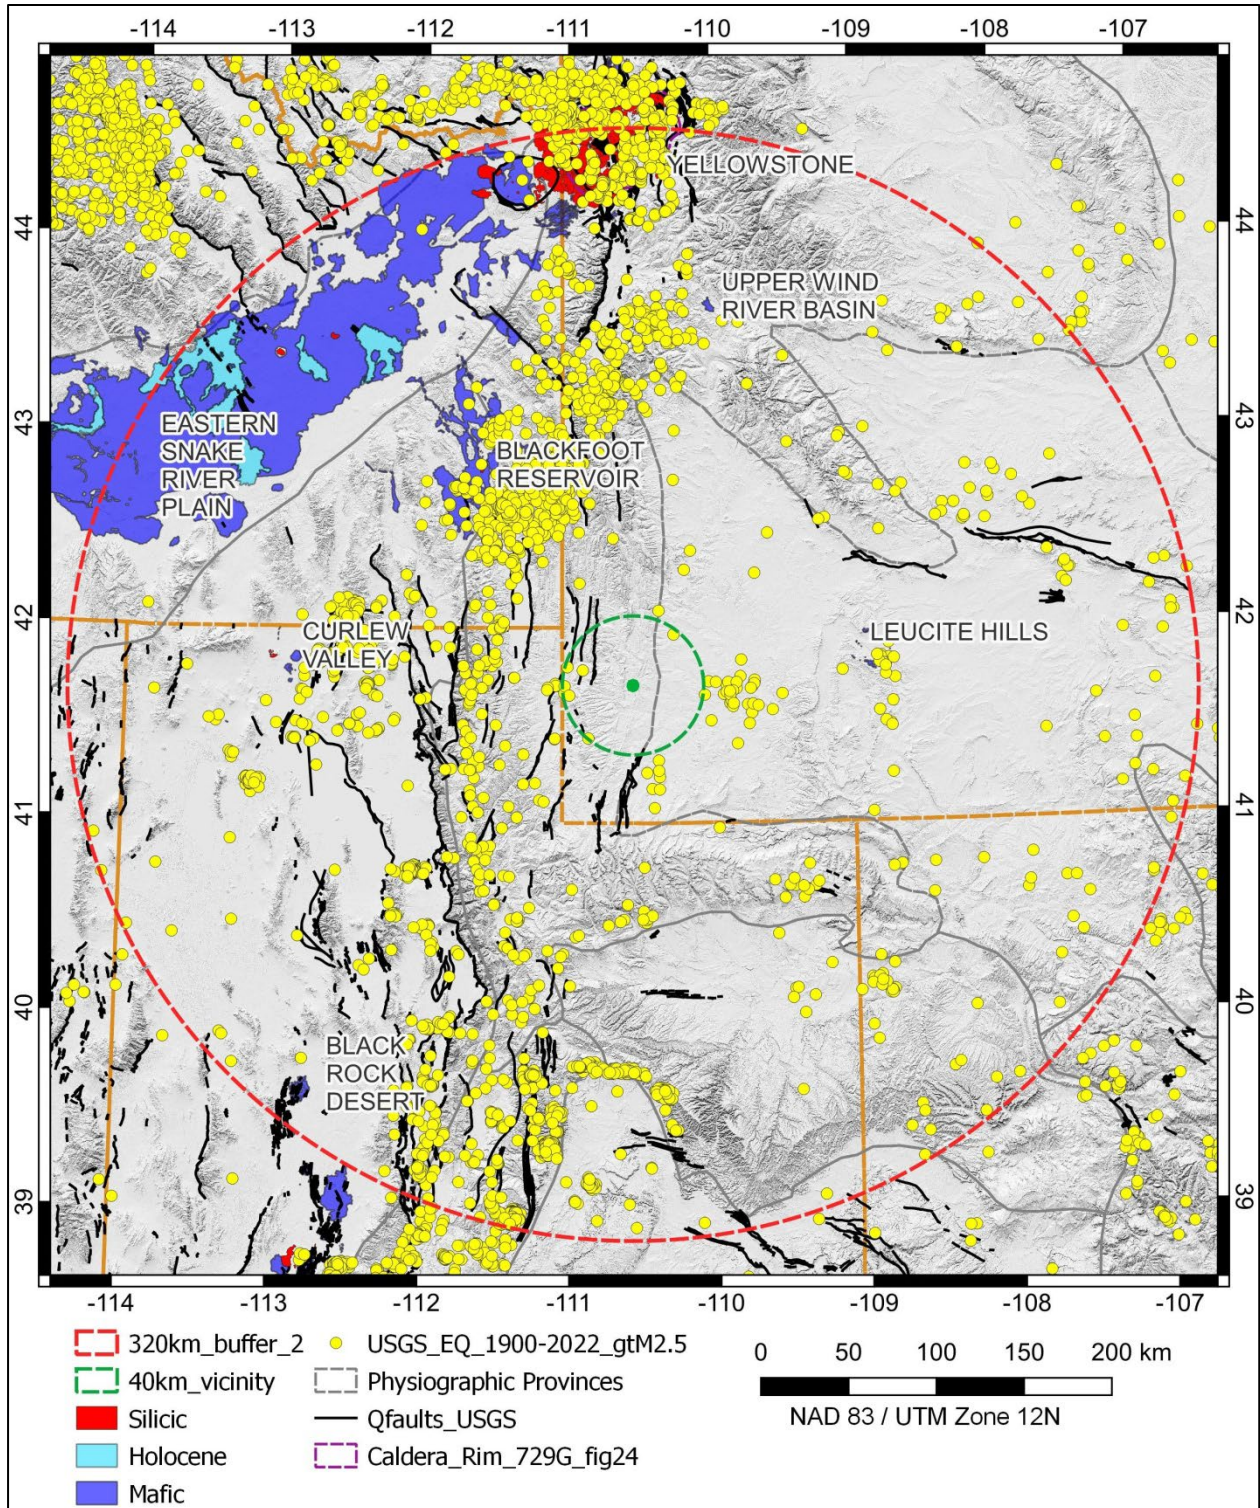 -114 -113 -112 -111 -110 -109 -108 -107
44 44
YELLOWSTONE
UPPER WIND
RIVER BASIN
43 43
EASTERN
SNAKE
RIVER
PLAIN
BLACKFOOT
RESERVOIR
42 42
CURLEW
VALLEY
LEUCITE HILLS
41 41
40 40
BLACK
ROCK
DESERT
39 39
-114 -113 -112 -111 -110 -109 -108 -107
320km_buffer_2
40km_vicinity
Silicic
Holocene
Mafic
USGS_EQ_1900-2022_gtM2.5
Physiographic Provinces
Qfaults_USGS
Caldera_Rim_729G_fig24
0 50 100 150 200 km
NAD 83 / UTM Zone 12N